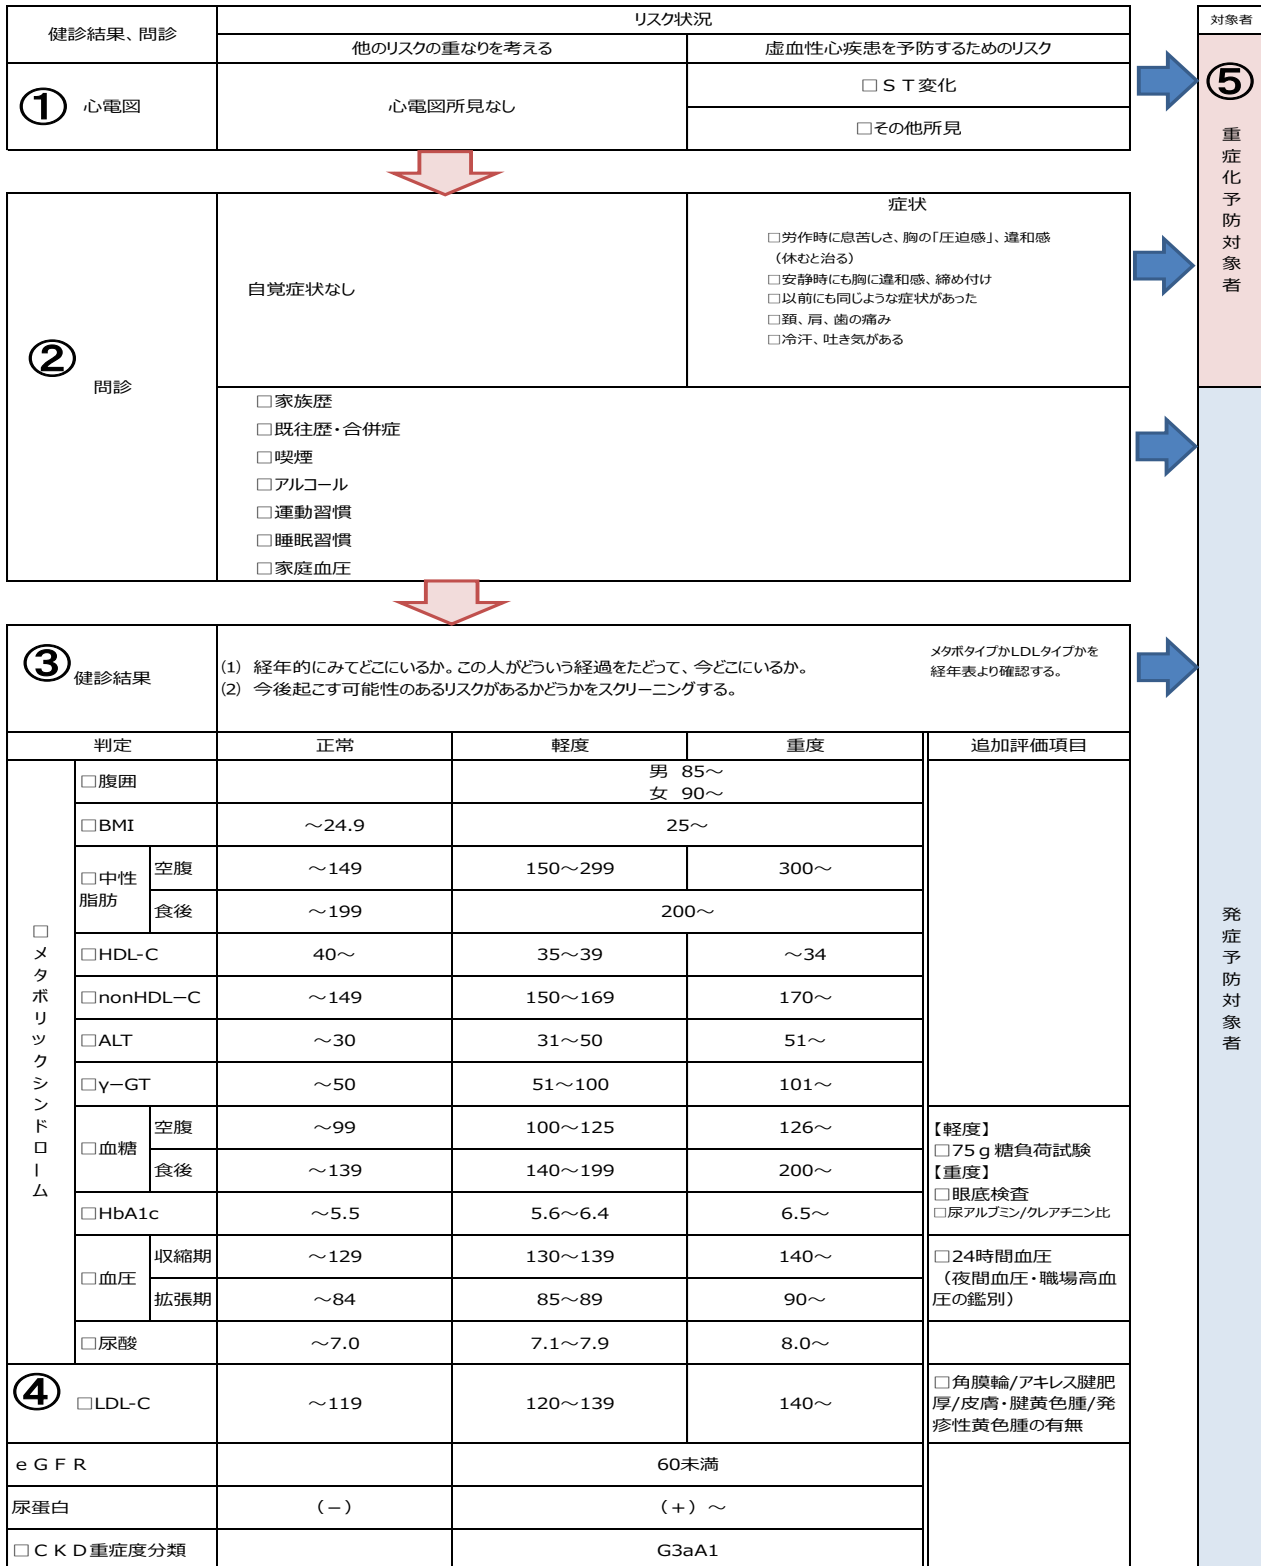 健診結果、問診
リスク状況
対象者
他のリスクの重なりを考える
虚血性心疾患を予防するためのリスク
① 心電図
心電図所見なし
□ＳＴ変化
□その他所見
⑤
重症化予防対象者
② 問診
自覚症状なし
症状
□労作時に息苦しさ、胸の「圧迫感」、違和感
（休むと治る）
□安静時にも胸に違和感、締め付け
□以前にも同じような症状があった
□頚、肩、歯の痛み
□冷汗、吐き気がある
□家族歴
□既往歴・合併症
□喫煙
□アルコール
□運動習慣
□睡眠習慣
□家庭血圧
③ 健診結果
(1) 経年的にみてどこにいるか。この人がどういう経過をたどって、今どこにいるか。
(2) 今後起こす可能性のあるリスクがあるかどうかをスクリーニングする。
メタボタイプかLDLタイプかを
経年表より確認する。
発症予防対象者
判定 正常 軽度 重度 追加評価項目
□メタボリックシンドローム
□腹囲 男 85～
女 90～
□BMI ～24.9 25～
□中性
脂肪
空腹 ～149 150～299 300～
食後 ～199 200～
□HDL-C 40～ 35～39 ～34
□nonHDL－C ～149 150～169 170～
□ALT ～30 31～50 51～
□γ－GT ～50 51～100 101～
□血糖
空腹 ～99 100～125 126～
食後 ～139 140～199 200～
□HbA1c ～5.5 5.6～6.4 6.5～
【軽度】
□75ｇ糖負荷試験
【重度】
□眼底検査
□尿アルブミン/クレアチニン比
□血圧
収縮期 ～129 130～139 140～
拡張期 ～84 85～89 90～
□24時間血圧
（夜間血圧・職場高血
圧の鑑別）
□尿酸 ～7.0 7.1～7.9 8.0～
④ □LDL-C ～119 120～139 140～
□角膜輪/アキレス腱肥
厚/皮膚・腱黄色腫/発
疹性黄色腫の有無
ｅＧＦＲ 60未満
尿蛋白 （－） （+）～
□ＣＫＤ重症度分類 G3aA1